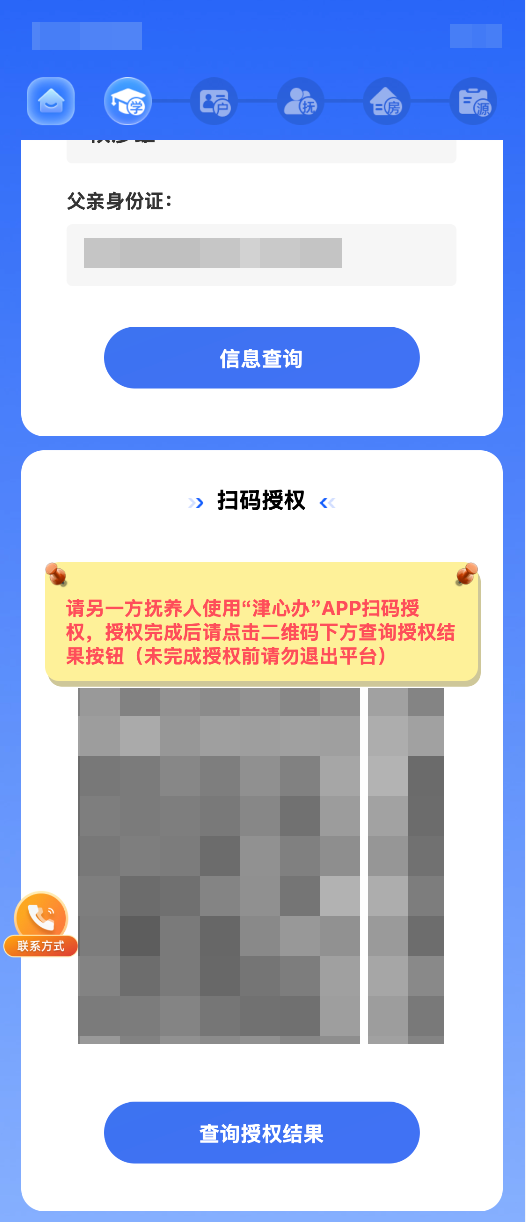 学
户
抚
房
源
父亲身份证：
信息查询
扫码授权
请另一方抚养人使用“津心办”APP扫码授
权，授权完成后请点击二维码下方查询授权结
果按钮（未完成授权前请勿退出平台）
联系方式
查询授权结果